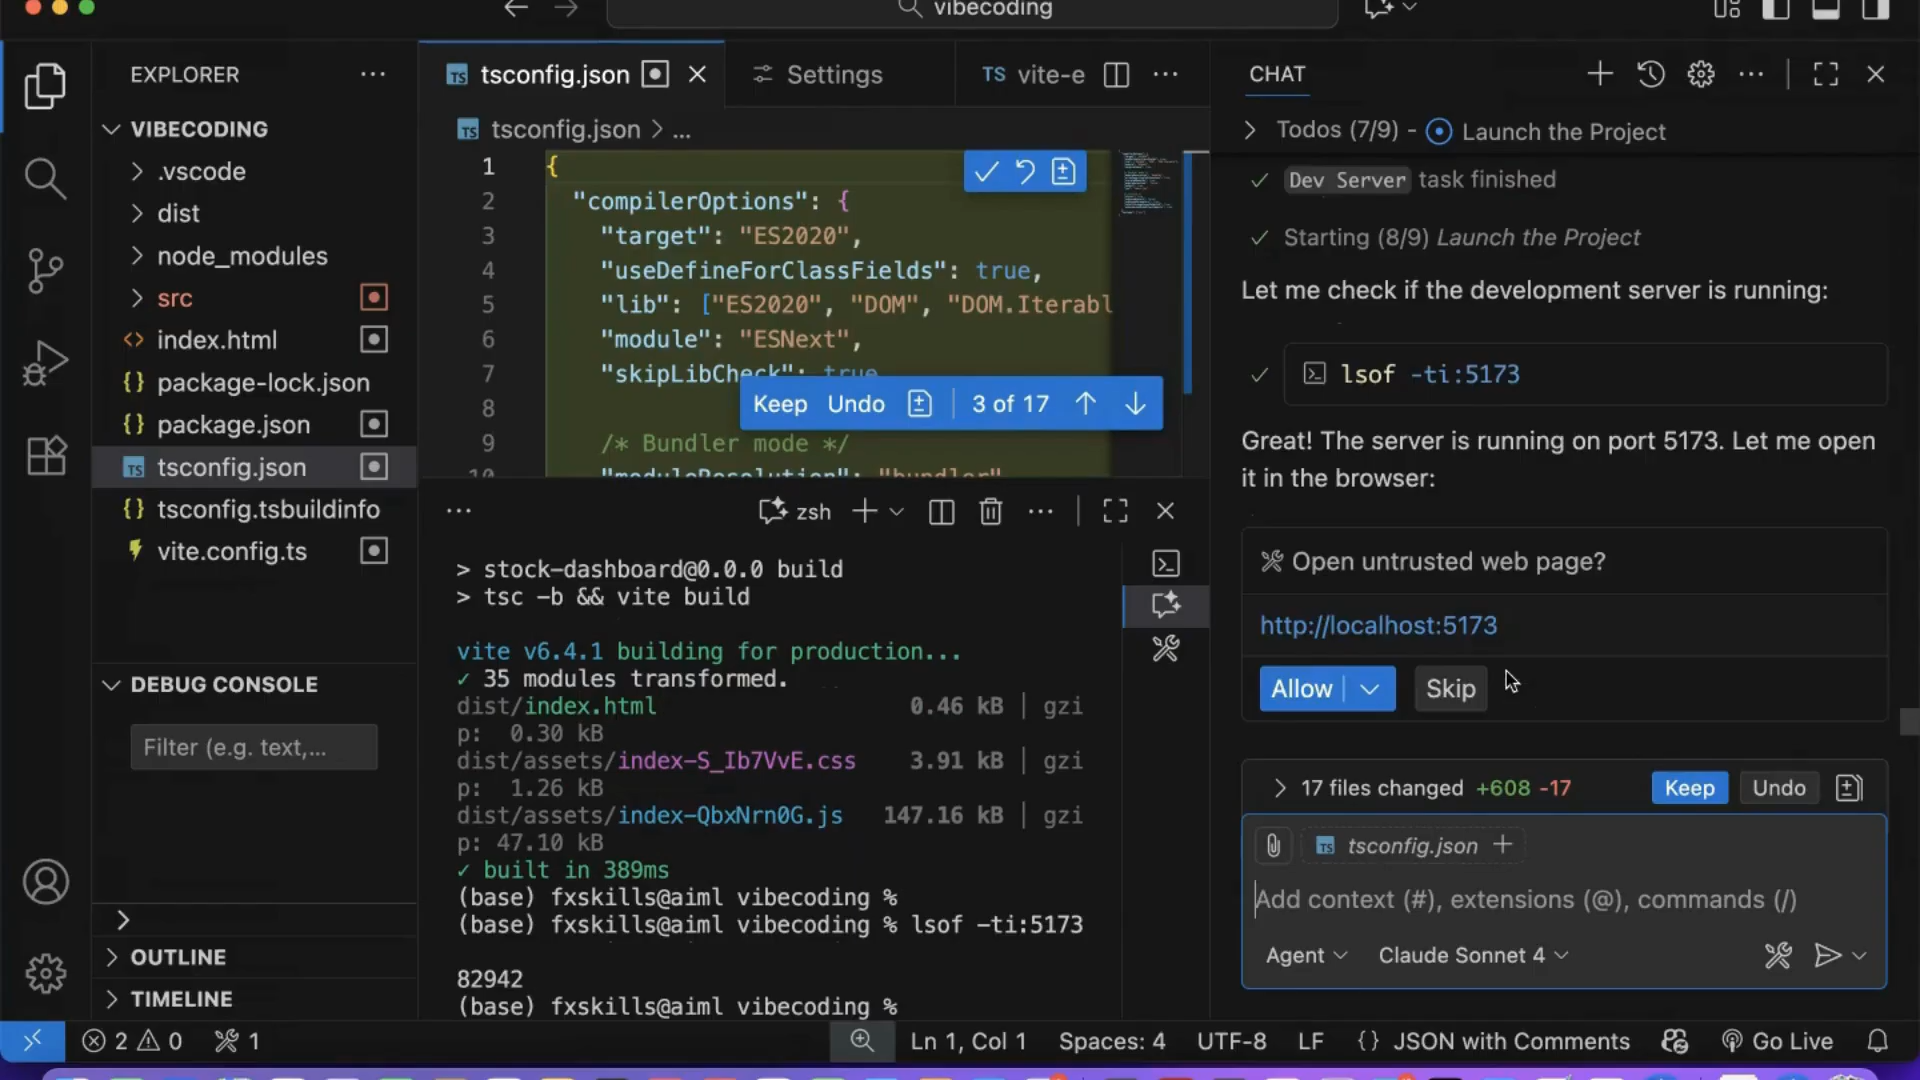 vibecoding
EXPLORER
VIBECODING
.vscode
dist
node_modules
src
index.html
package-lock.json
package.json
tsconfig.json
tsconfig.tsbuildinfo
vite.config.ts
DEBUG CONSOLE
Filter (e.g. text,...
OUTLINE
TIMELINE
tsconfig.json
Settings
TS vite-e
TS tsconfig.json > ...
1 {
2 "compilerOptions": {
3 "target": "ES2020",
4 "useDefineForClassFields": true,
5 "lib": ["ES2020", "DOM", "DOM.Iterabl
6 "module": "ESNext",
7 "skipLibCheck": true
8
9 /* Bundler mode */
10 "moduleResolution": "bundler"
Keep Undo 3 of 17
zsh
> stock-dashboard@0.0.0 build
> tsc -b && vite build
vite v6.4.1 building for production...
✓ 35 modules transformed.
dist/index.html 0.46 kB | gzi
p: 0.30 kB
dist/assets/index-S_Ib7VvE.css 3.91 kB | gzi
p: 1.26 kB
dist/assets/index-QbxNrn0G.js 147.16 kB | gzi
p: 47.10 kB
✓ built in 389ms
(base) fxskills@aiml vibecoding %
(base) fxskills@aiml vibecoding % lsof -ti:5173
82942
(base) fxskills@aiml vibecoding %
CHAT
Todos (7/9) - Launch the Project
Dev Server task finished
Starting (8/9) Launch the Project
Let me check if the development server is running:
lsof -ti:5173
Great! The server is running on port 5173. Let me open
it in the browser:
Open untrusted web page?
http://localhost:5173
Allow Skip
17 files changed +608 -17 Keep Undo
TS tsconfig.json +
Add context (#), extensions (@), commands (/)
Agent Claude Sonnet 4
2 0 1
Ln 1, Col 1 Spaces: 4 UTF-8 LF {} JSON with Comments Go Live